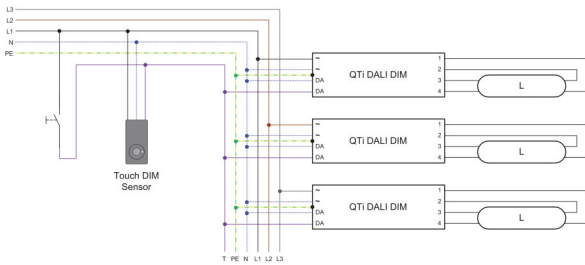 L3
L2
L1
N
PE
~
~
DA
DA
QTi DALI DIM
1
2
3
4
L
~
~
DA
DA
QTi DALI DIM
1
2
3
4
L
~
~
DA
DA
QTi DALI DIM
1
2
3
4
L
Touch DIM
Sensor
T PE N L1 L2 L3